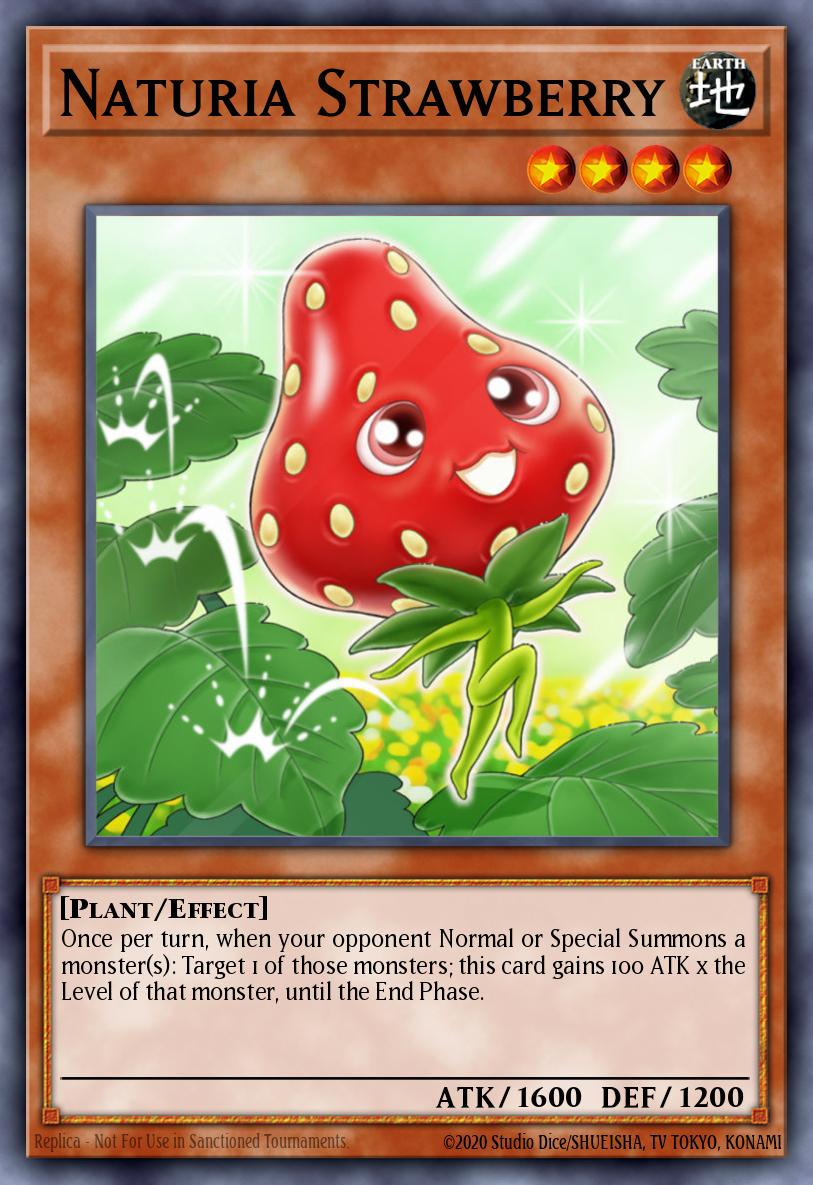 Naturia Strawberry
EARTH
地
[Plant/Effect]
Once per turn, when your opponent Normal or Special Summons a
monster(s): Target 1 of those monsters; this card gains 100 ATK x the
Level of that monster, until the End Phase.
ATK/1600 DEF/1200
Replica - Not For Use in Sanctioned Tournaments.
©2020 Studio Dice/SHUEISHA, TV TOKYO, KONAMI